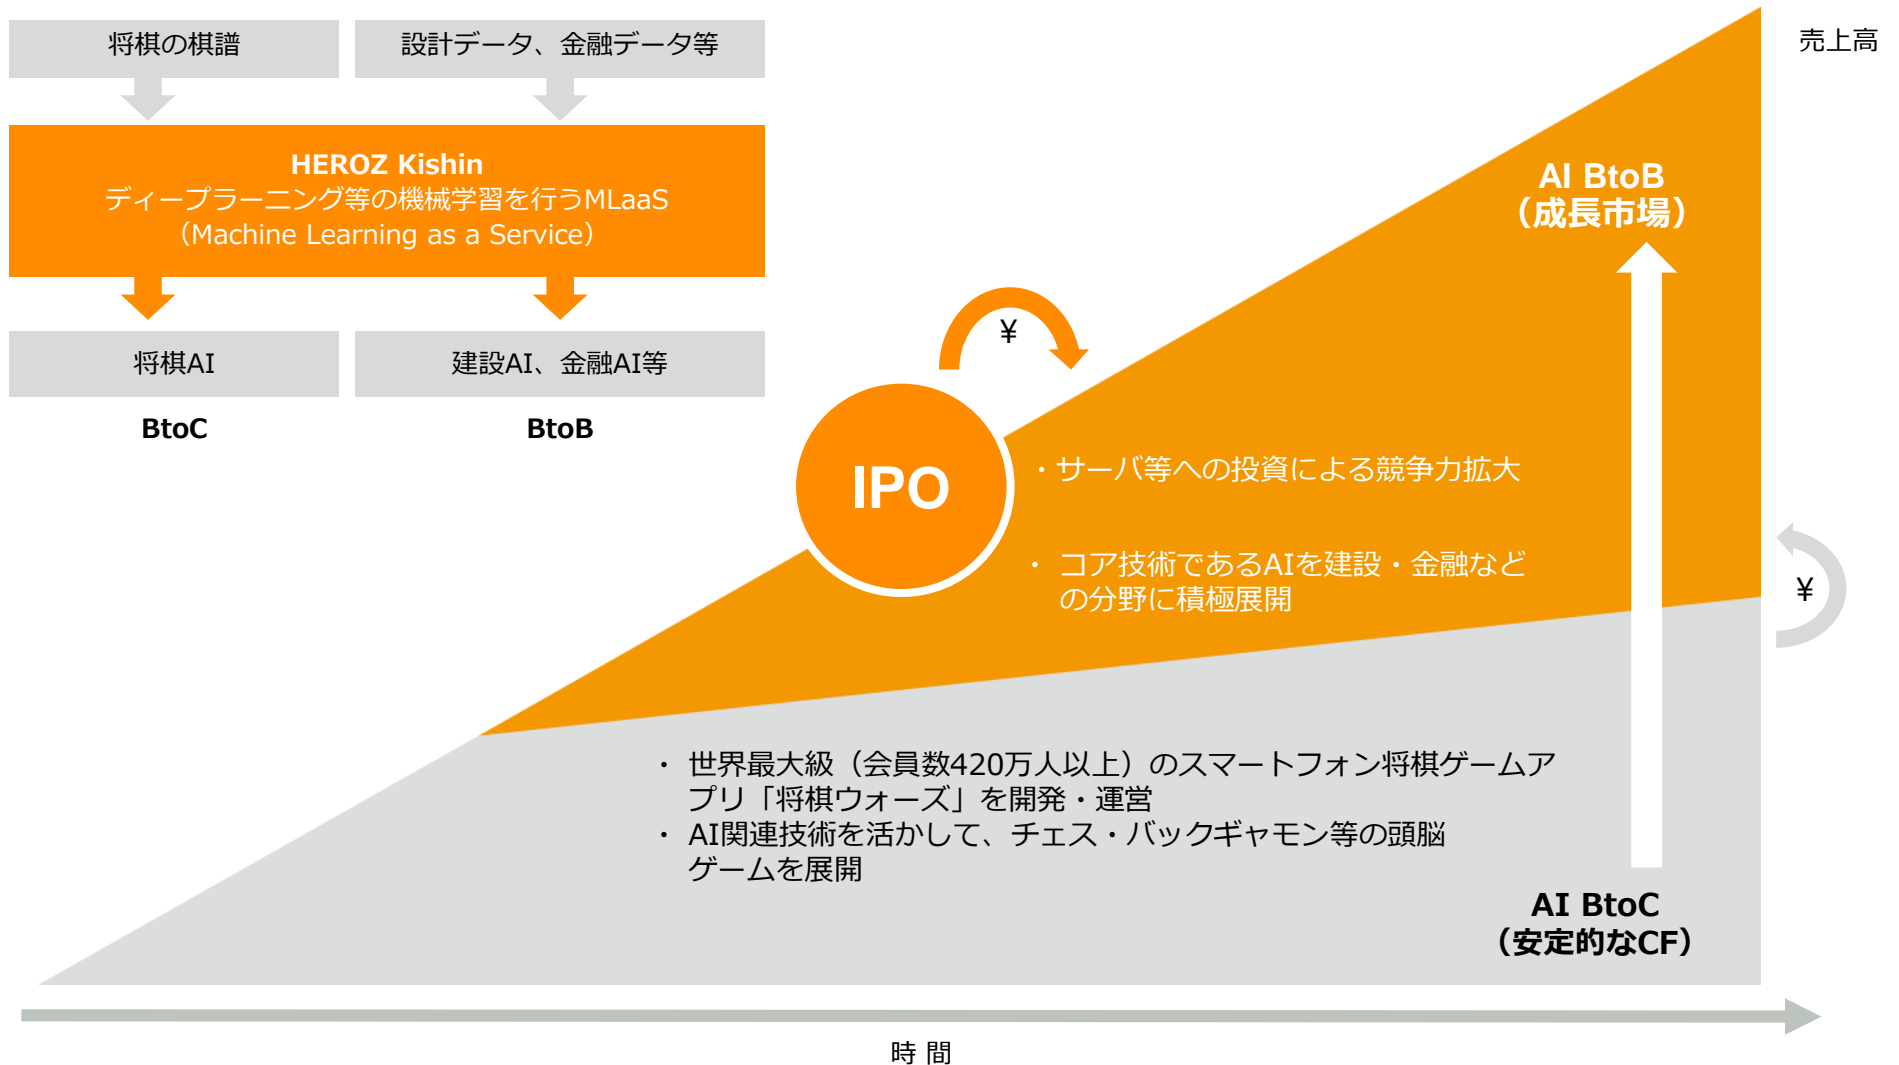 将棋の棋譜
設計データ、金融データ等
HEROZ Kishin
ディープラーニング等の機械学習を行うMLaaS
（Machine Learning as a Service）
将棋AI
建設AI、金融AI等
BtoC
BtoB
売上高
AI BtoB
（成長市場）
¥
IPO
・サーバ等への投資による競争力拡大
・ コア技術であるAIを建設・金融など
の分野に積極展開
¥
・ 世界最大級（会員数420万人以上）のスマートフォン将棋ゲームア
プリ「将棋ウォーズ」を開発・運営
・ AI関連技術を活かして、チェス・バックギャモン等の頭脳
ゲームを展開
AI BtoC
（安定的なCF）
時 間